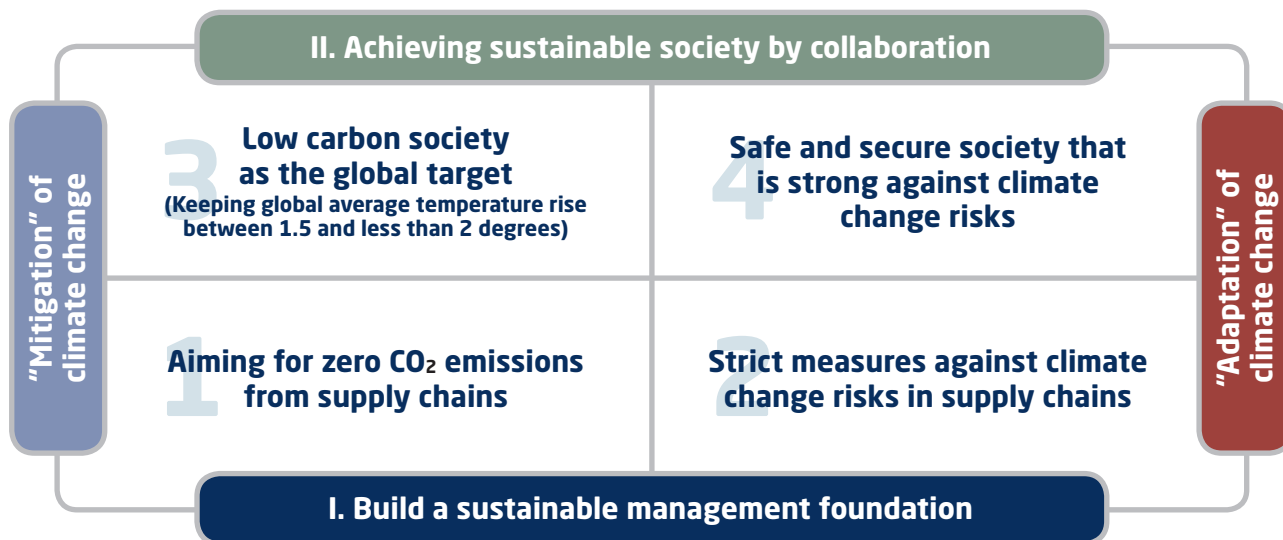 II. Achieving sustainable society by collaboration
"Mitigation" of
climate change
3
Low carbon society
as the global target
(Keeping global average temperature rise
between 1.5 and less than 2 degrees)
4
Safe and secure society that
is strong against climate
change risks
"Adaptation" of
climate change
1
Aiming for zero CO₂ emissions
from supply chains
2
Strict measures against climate
change risks in supply chains
I. Build a sustainable management foundation